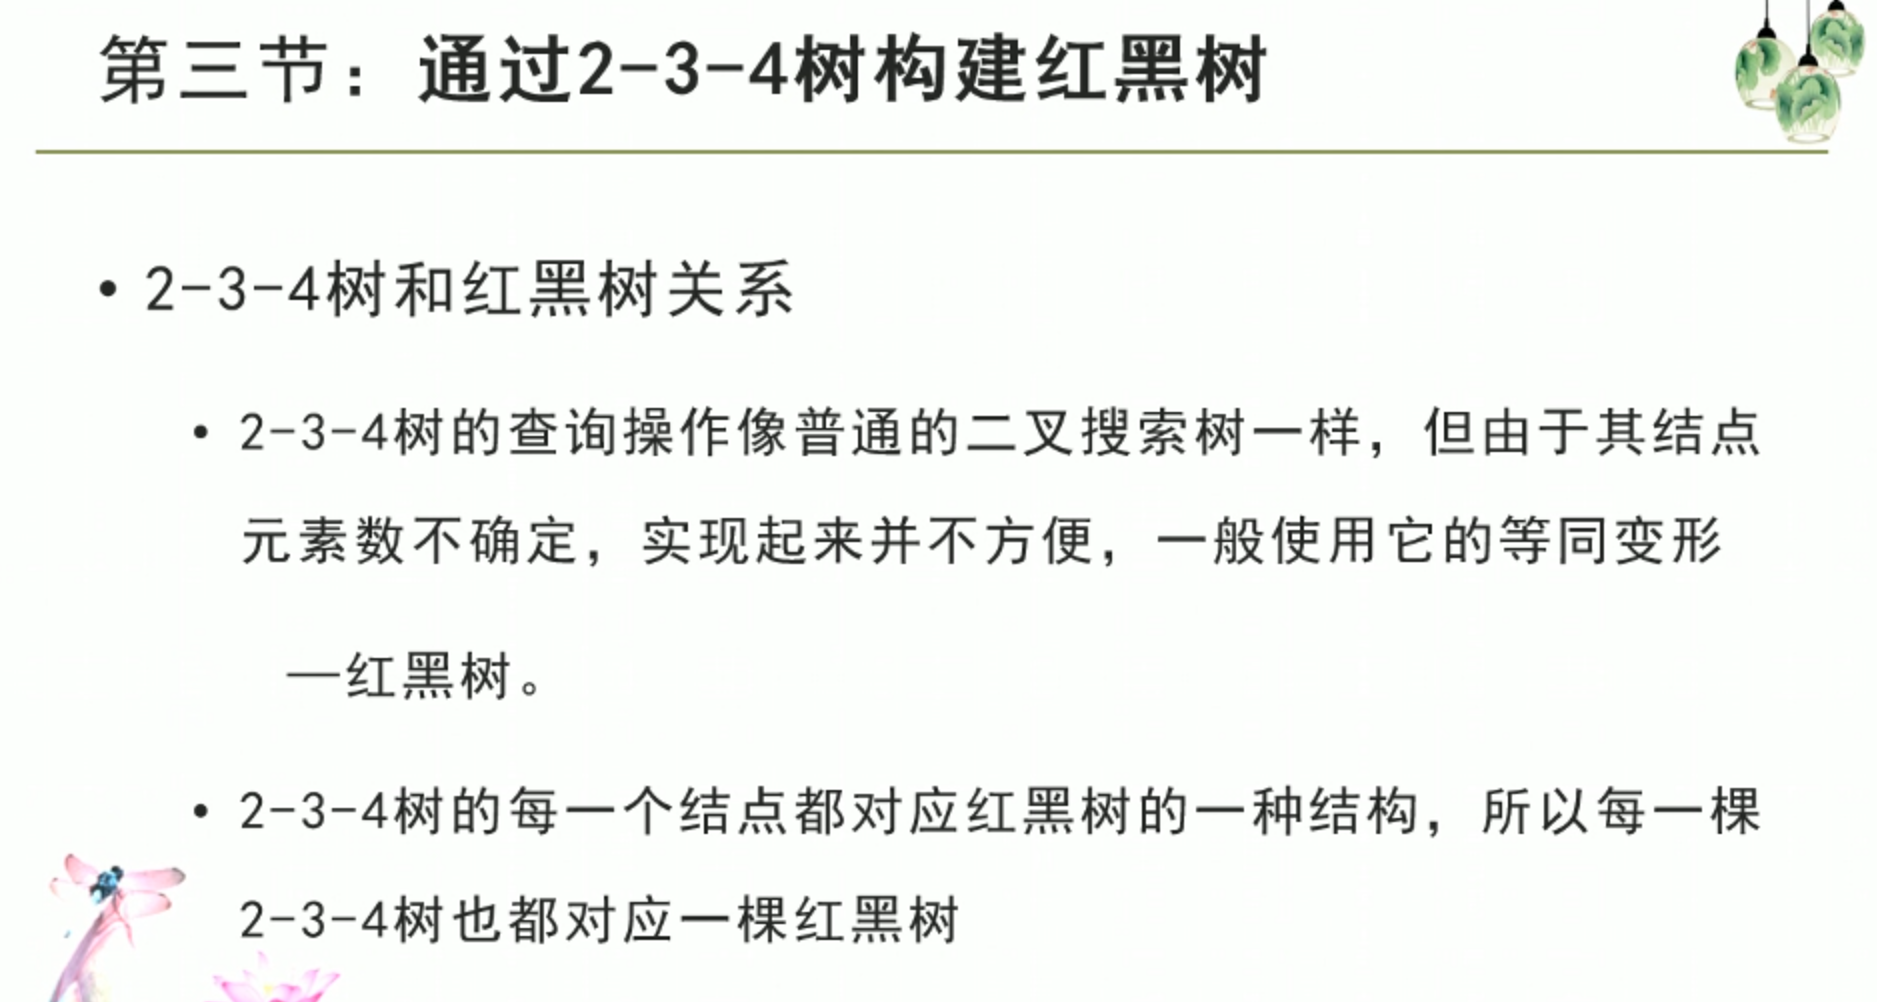 第三节：通过2-3-4树构建红黑树
• 2-3-4树和红黑树关系
• 2-3-4树的查询操作像普通的二叉搜索树一样，但由于其结点
元素数不确定，实现起来并不方便，一般使用它的等同变形
—红黑树。
• 2-3-4树的每一个结点都对应红黑树的一种结构，所以每一棵
2-3-4树也都对应一棵红黑树